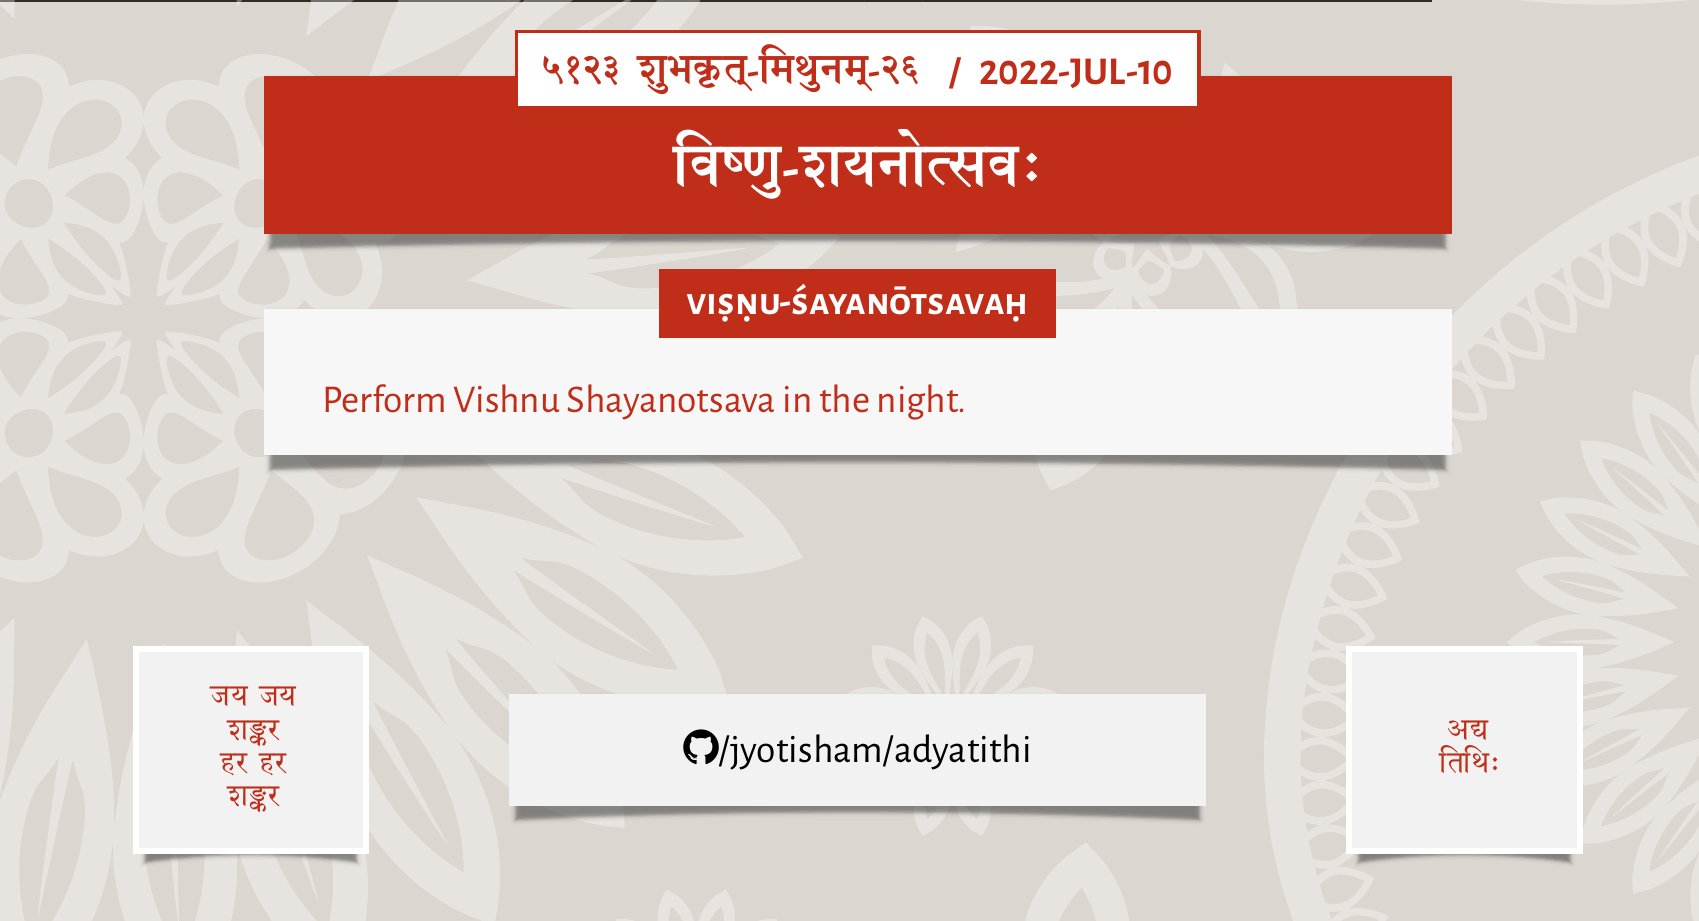 ५१२३ शुभकृत्-मिथुनम्-२६ / 2022-JUL-10
विष्णु-शयनोत्सवः
VIṢṆU-ŚAYANŌTSAVAḤ
Perform Vishnu Shayanotsava in the night.
जय जय
शङ्कर
हर हर
शङ्कर
/jyotisham/adyatithi
अद्य
तिथिः